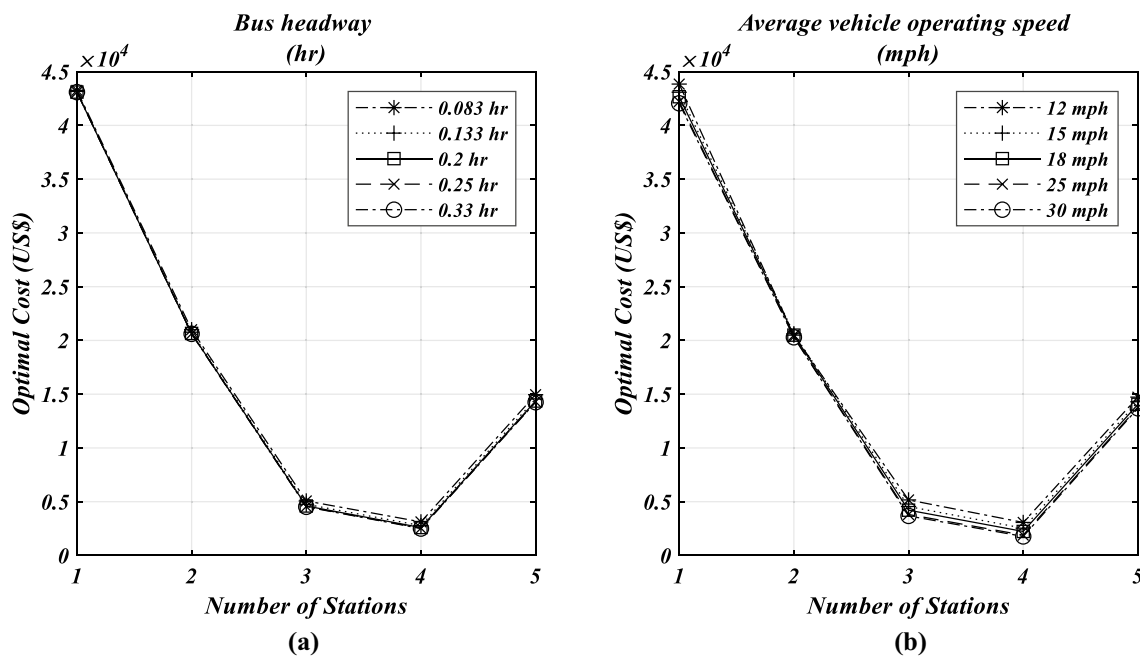 Bus headway
(hr)
×10⁴
4.5
4
3.5
3
2.5
2
1.5
1
0.5
0
Optimal Cost (US$)
0.083 hr
0.133 hr
0.2 hr
0.25 hr
0.33 hr
1 2 3 4 5
Number of Stations
(a)
Average vehicle operating speed
(mph)
×10⁴
4.5
4
3.5
3
2.5
2
1.5
1
0.5
0
Optimal Cost (US$)
12 mph
15 mph
18 mph
25 mph
30 mph
1 2 3 4 5
Number of Stations
(b)